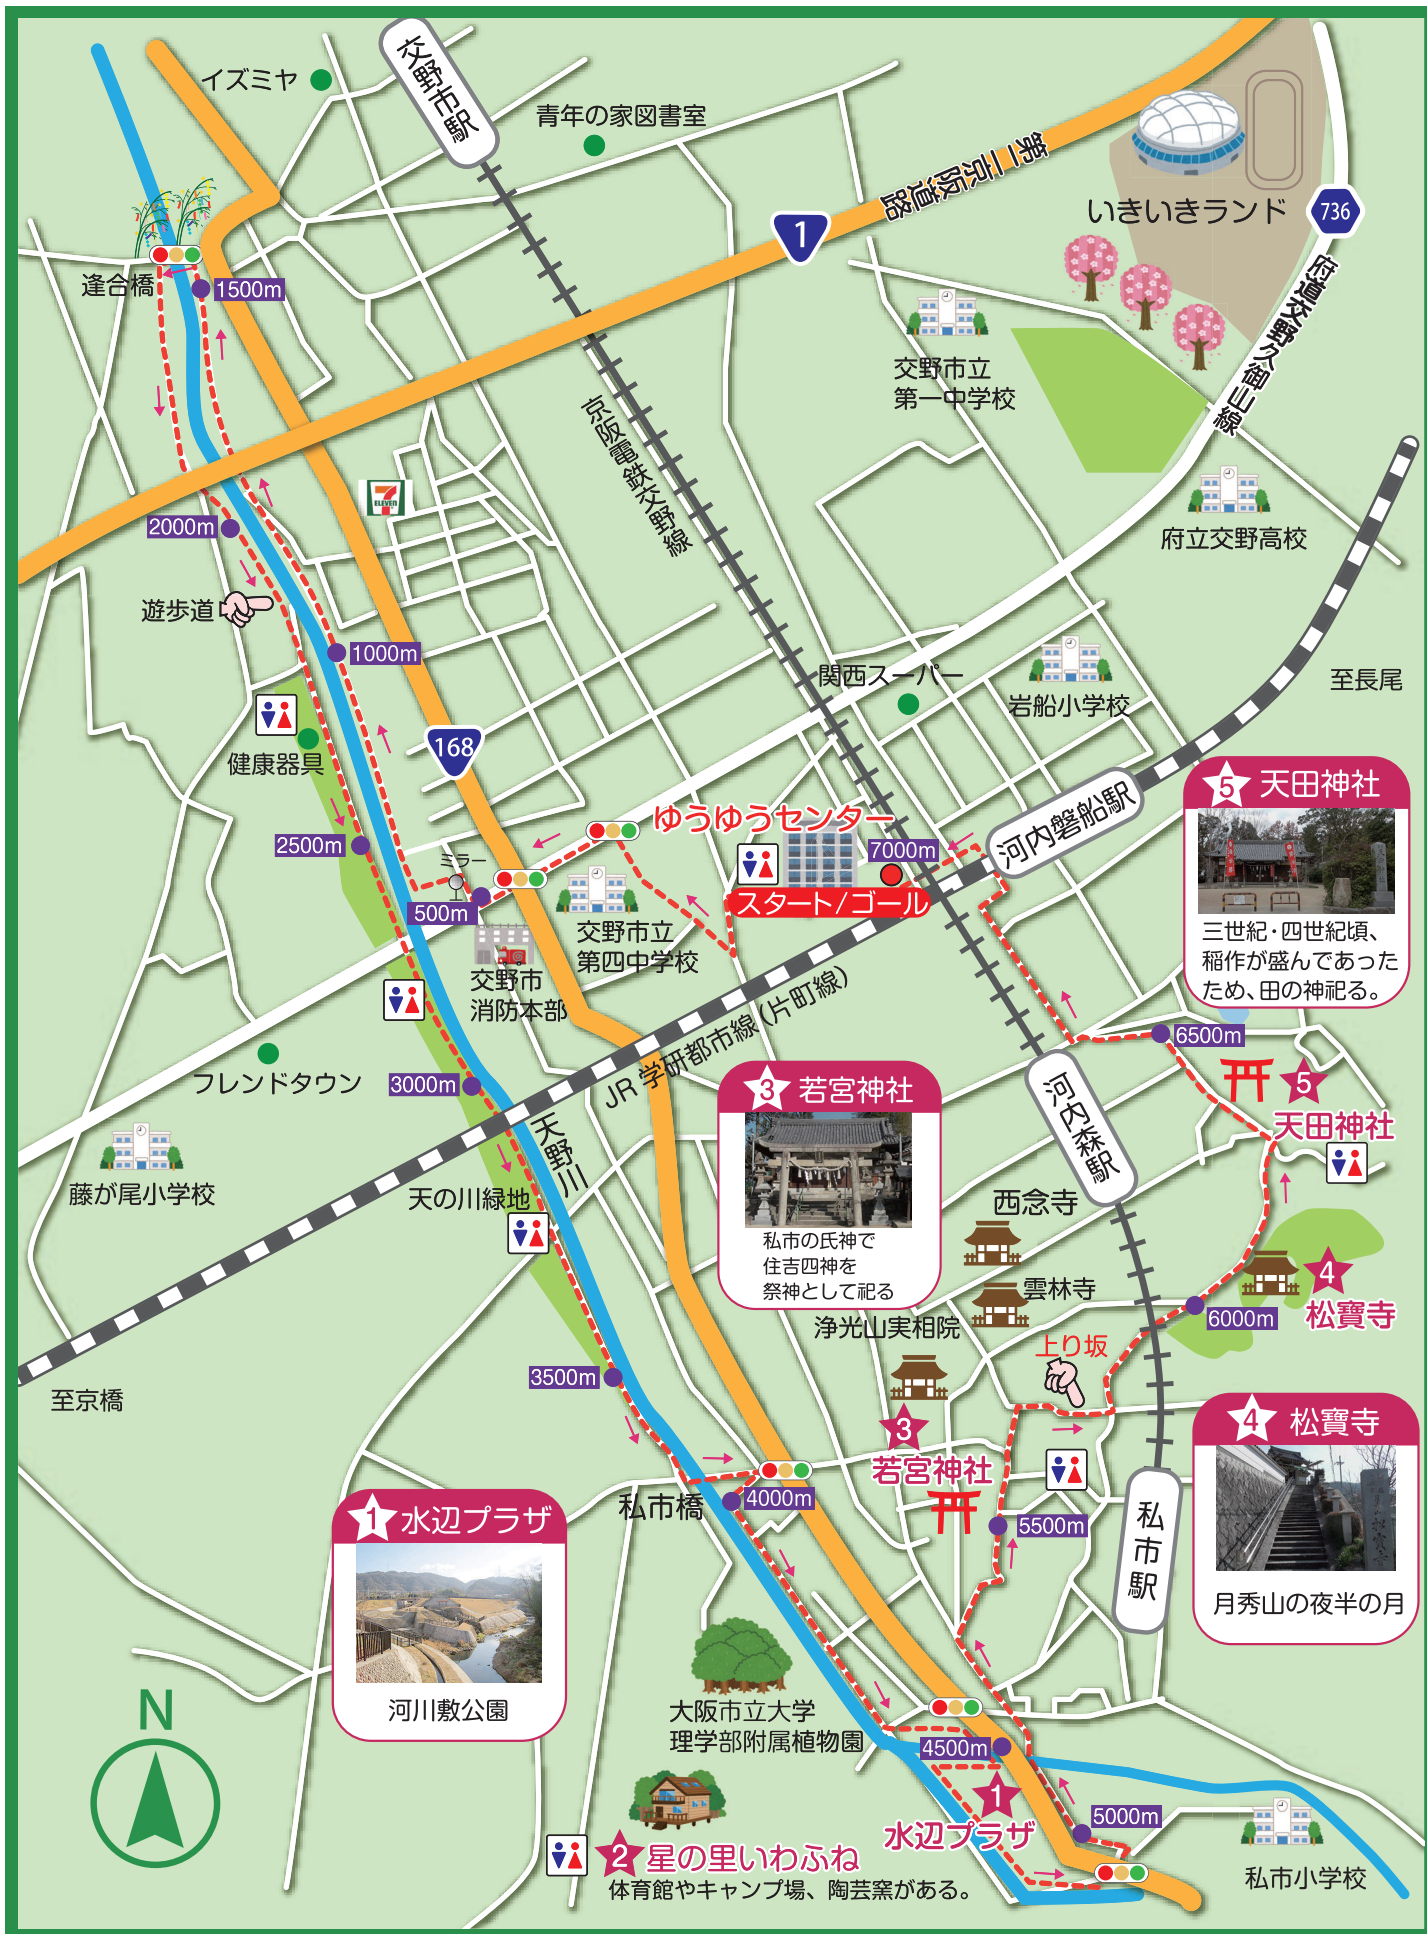 交野市駅
イズミヤ
青年の家図書室
第二京阪道路
1
いきいきランド
736
府道交野久御山線
逢合橋
1500m
交野市立
第一中学校
京阪電鉄交野線
7
ELEVEN
2000m
府立交野高校
遊歩道
1000m
関西スーパー
岩船小学校
至長尾
168
健康器具
河内磐船駅
5 天田神社
三世紀・四世紀頃、
稲作が盛んであった
ため、田の神祀る。
ゆうゆうセンター
7000m
スタート/ゴール
2500m
ミラー
500m
交野市立
第四中学校
交野市
消防本部
JR 学研都市線(片町線)
6500m
フレンドタウン
3000m
天野川
河内森駅
5
天田神社
3 若宮神社
私市の氏神で
住吉四神を
祭神として祀る
藤が尾小学校
天の川緑地
西念寺
雲林寺
4
松寶寺
6000m
浄光山実相院
上り坂
至京橋
3500m
3
若宮神社
4 松寶寺
月秀山の夜半の月
私市橋
4000m
5500m
私市駅
1 水辺プラザ
河川敷公園
N
大阪市立大学
理学部附属植物園
4500m
1
水辺プラザ
5000m
2 星の里いわふね
体育館やキャンプ場、陶芸窯がある。
私市小学校